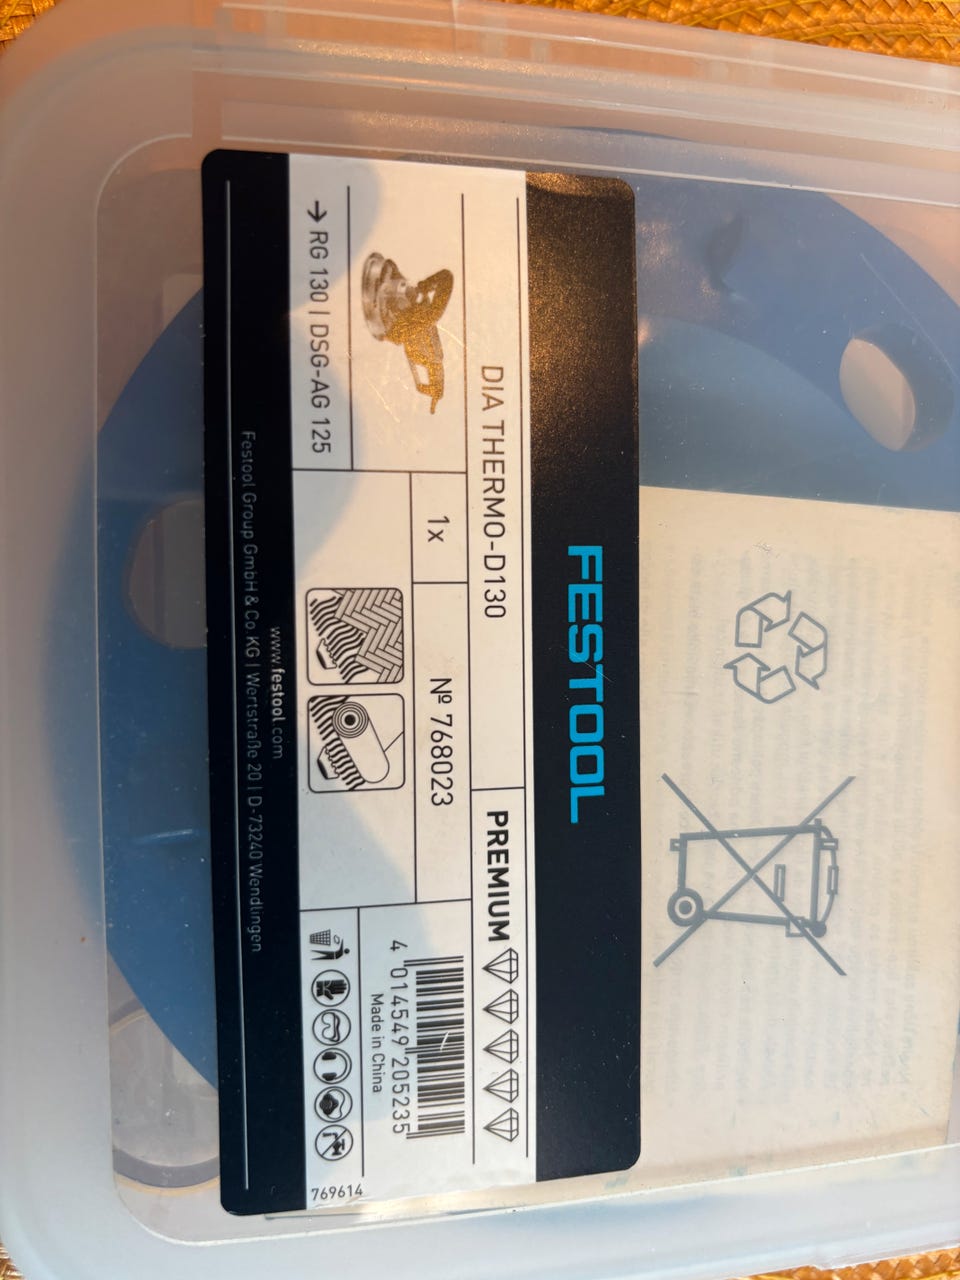 FESTOOL
DIA THERMO-D130
PREMIUM
1x
Nº 768023
→ RG 130 | DSG-AG 125
4 014549 205235
Made in China
www.festool.com
Festool Group GmbH & Co. KG | Wertstraße 20 | D-73240 Wendlingen
769614